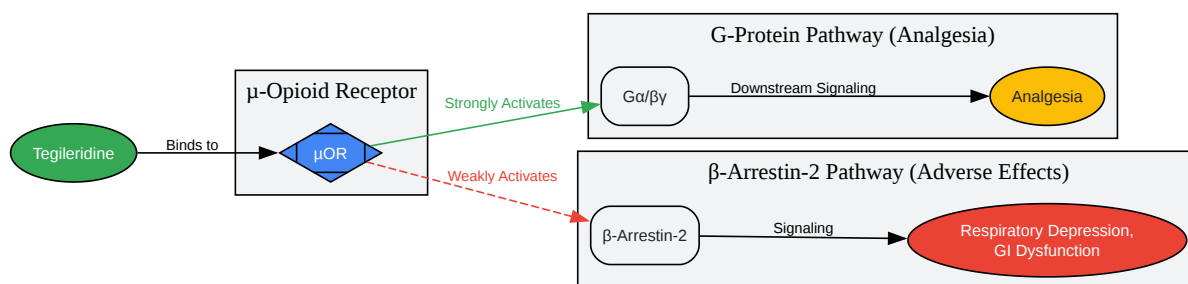 Tegileridine
Binds to
µ-Opioid Receptor
µOR
Strongly Activates
Weakly Activates
G-Protein Pathway (Analgesia)
Gα/βγ
Downstream Signaling
Analgesia
β-Arrestin-2 Pathway (Adverse Effects)
β-Arrestin-2
Signaling
Respiratory Depression,
GI Dysfunction